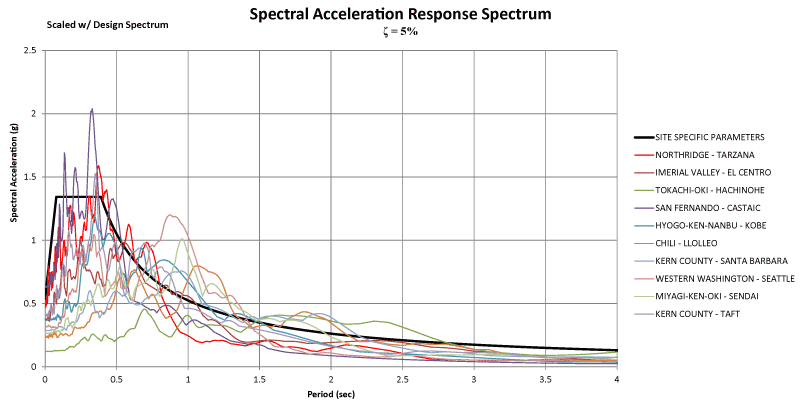 Spectral Acceleration Response Spectrum
Scaled w/ Design Spectrum
ζ = 5%
2.5
2
1.5
1
0.5
0
Spectral Acceleration (g)
0 0.5 1 1.5 2 2.5 3 3.5 4
Period (sec)
SITE SPECIFIC PARAMETERS
NORTHRIDGE - TARZANA
IMERIAL VALLEY - EL CENTRO
TOKACHI-OKI - HACHINOHE
SAN FERNANDO - CASTAIC
HYOGO-KEN-NANBU - KOBE
CHILI - LLOLLEO
KERN COUNTY - SANTA BARBARA
WESTERN WASHINGTON - SEATTLE
MIYAGI-KEN-OKI - SENDAI
KERN COUNTY - TAFT